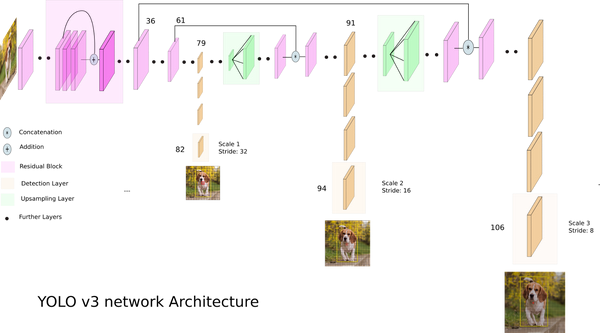 36
61
91
79
Concatenation
Addition
Residual Block
Detection Layer
Upsampling Layer
Further Layers
...
82
Scale 1
Stride: 32
94
Scale 2
Stride: 16
106
Scale 3
Stride: 8
YOLO v3 network Architecture